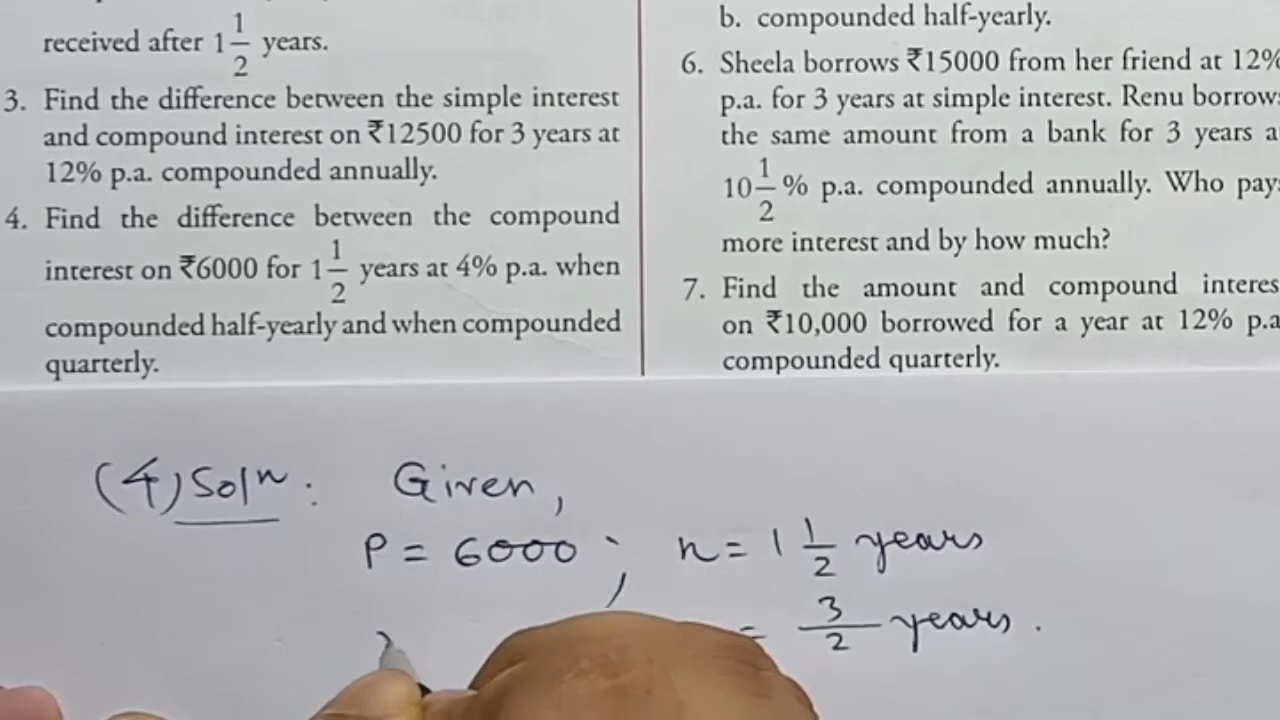 received after 1 1/2 years.
3. Find the difference between the simple interest
and compound interest on ₹12500 for 3 years at
12% p.a. compounded annually.
4. Find the difference between the compound
interest on ₹6000 for 1 1/2 years at 4% p.a. when
compounded half-yearly and when compounded
quarterly.
b. compounded half-yearly.
6. Sheela borrows ₹15000 from her friend at 12%
p.a. for 3 years at simple interest. Renu borrow
the same amount from a bank for 3 years a
10 1/2 % p.a. compounded annually. Who pay
more interest and by how much?
7. Find the amount and compound interes
on ₹10,000 borrowed for a year at 12% p.a
compounded quarterly.
(4) Solⁿ : Given,
P = 6000 ; n = 1 1/2 years
= 3/2 years.